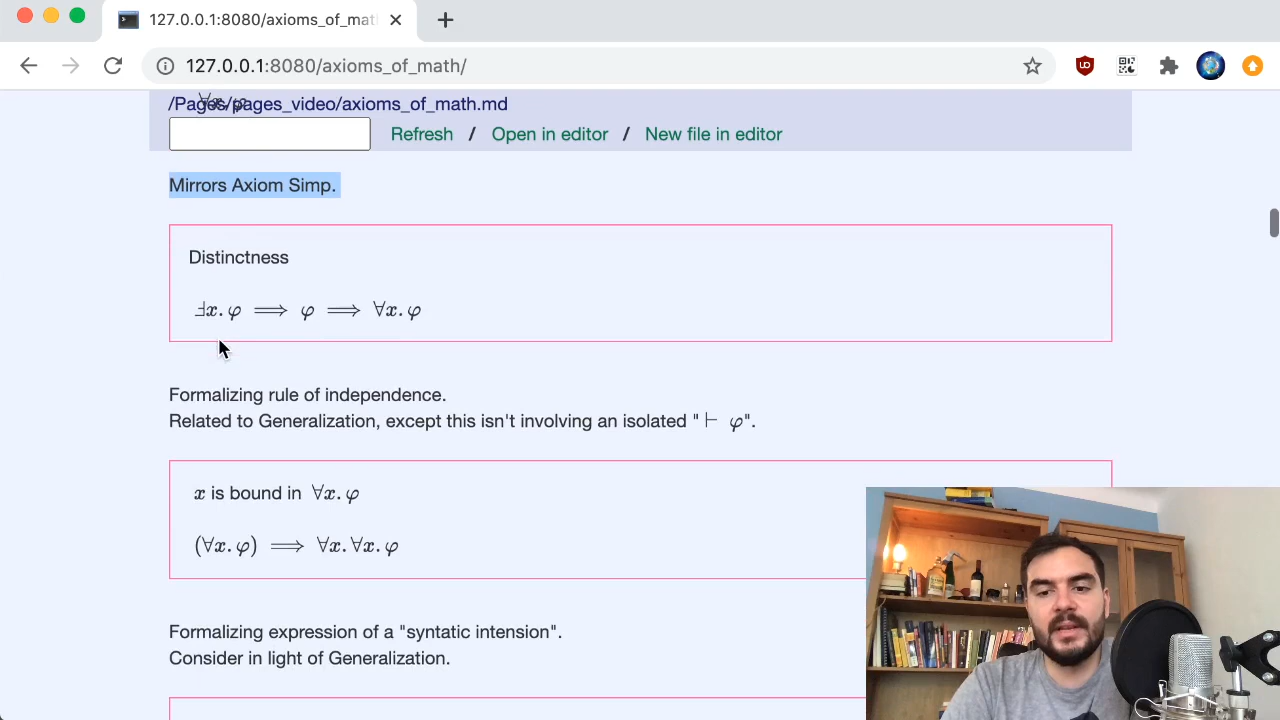 127.0.0.1:8080/axioms_of_mat
127.0.0.1:8080/axioms_of_math/
∀x. φ
/Pages/pages_video/axioms_of_math.md
Refresh / Open in editor / New file in editor
Mirrors Axiom Simp.
Distinctness
Ⅎx. φ ⟹ φ ⟹ ∀x. φ
Formalizing rule of independence.
Related to Generalization, except this isn't involving an isolated " ⊢ φ".
x is bound in ∀x. φ
(∀x. φ) ⟹ ∀x. ∀x. φ
Formalizing expression of a "syntatic intension".
Consider in light of Generalization.